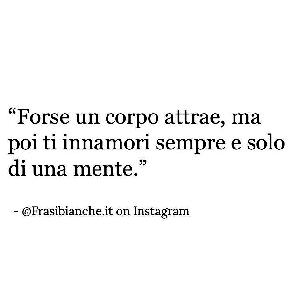 “Forse un corpo attrae, ma
poi ti innamori sempre e solo
di una mente.”
- @Frasibianche.it on Instagram